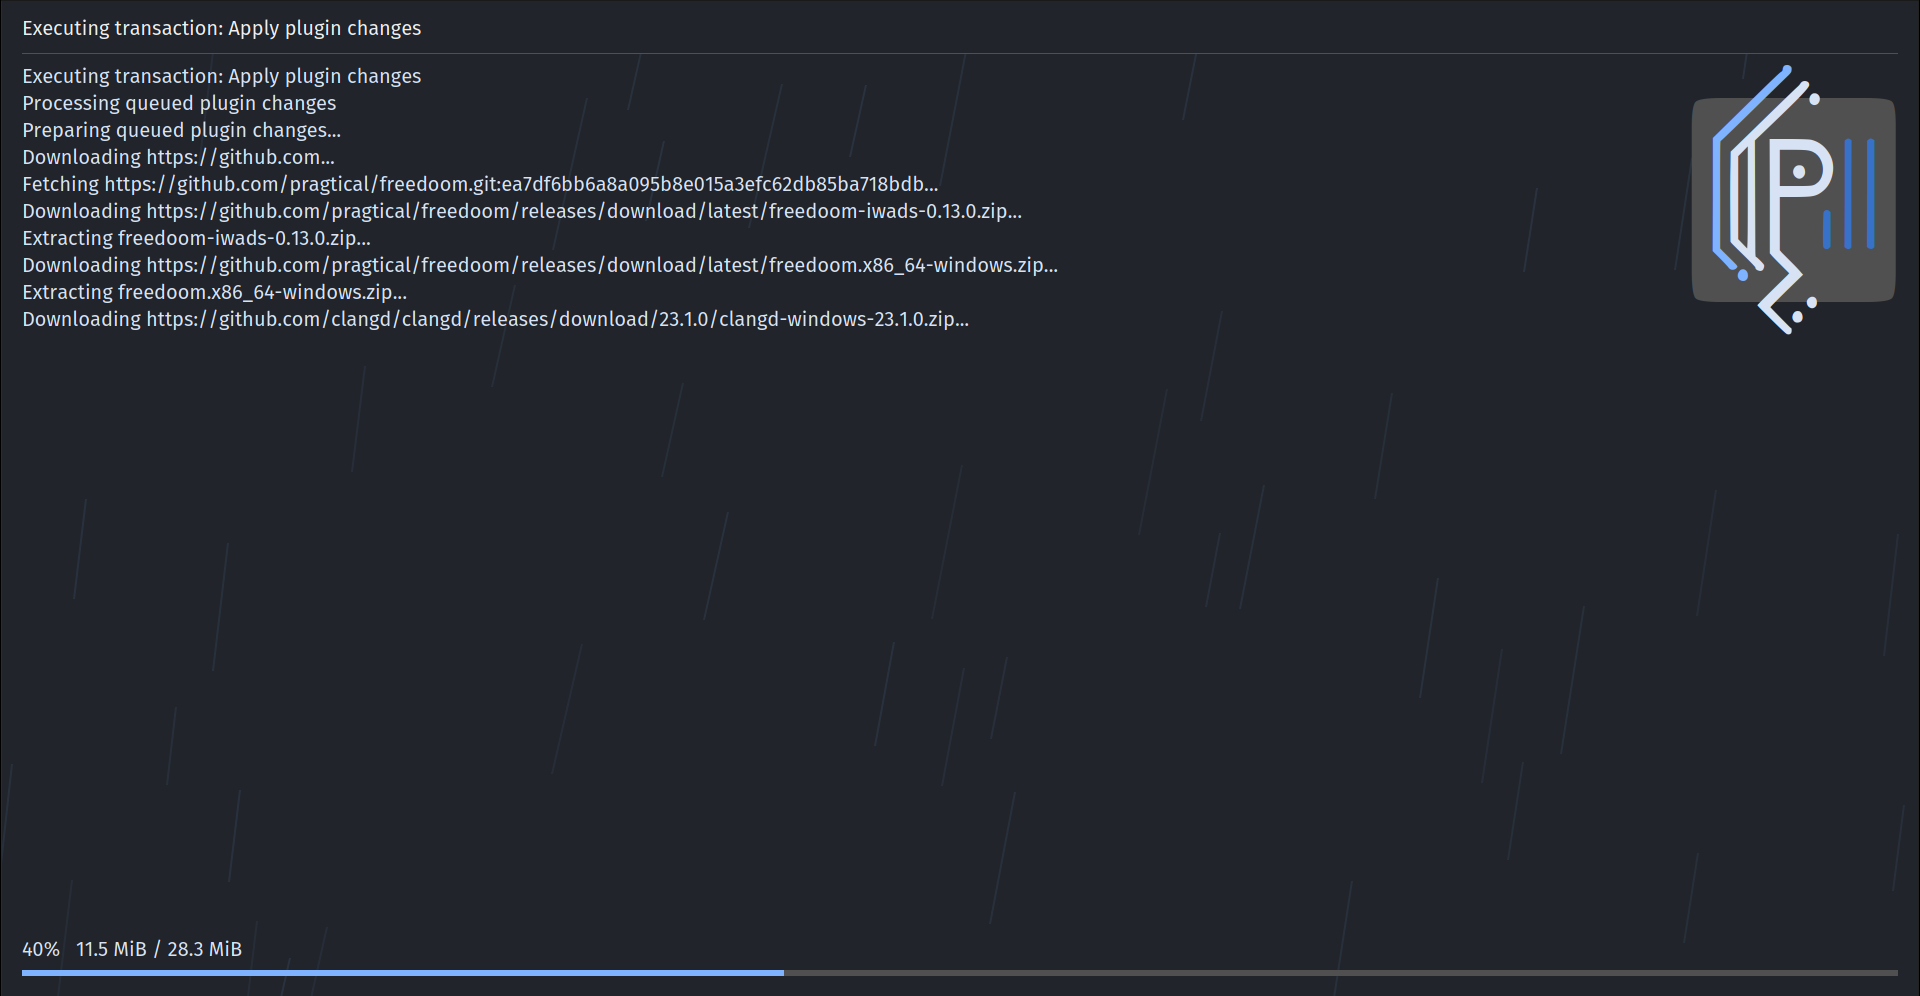 Executing transaction: Apply plugin changes
Executing transaction: Apply plugin changes
Processing queued plugin changes
Preparing queued plugin changes...
Downloading https://github.com...
Fetching https://github.com/pragtical/freedoom.git:ea7df6bb6a8a095b8e015a3efc62db85ba718bdb...
Downloading https://github.com/pragtical/freedoom/releases/download/latest/freedoom-iwads-0.13.0.zip...
Extracting freedoom-iwads-0.13.0.zip...
Downloading https://github.com/pragtical/freedoom/releases/download/latest/freedoom.x86_64-windows.zip...
Extracting freedoom.x86_64-windows.zip...
Downloading https://github.com/clangd/clangd/releases/download/23.1.0/clangd-windows-23.1.0.zip...
40% 11.5 MiB / 28.3 MiB